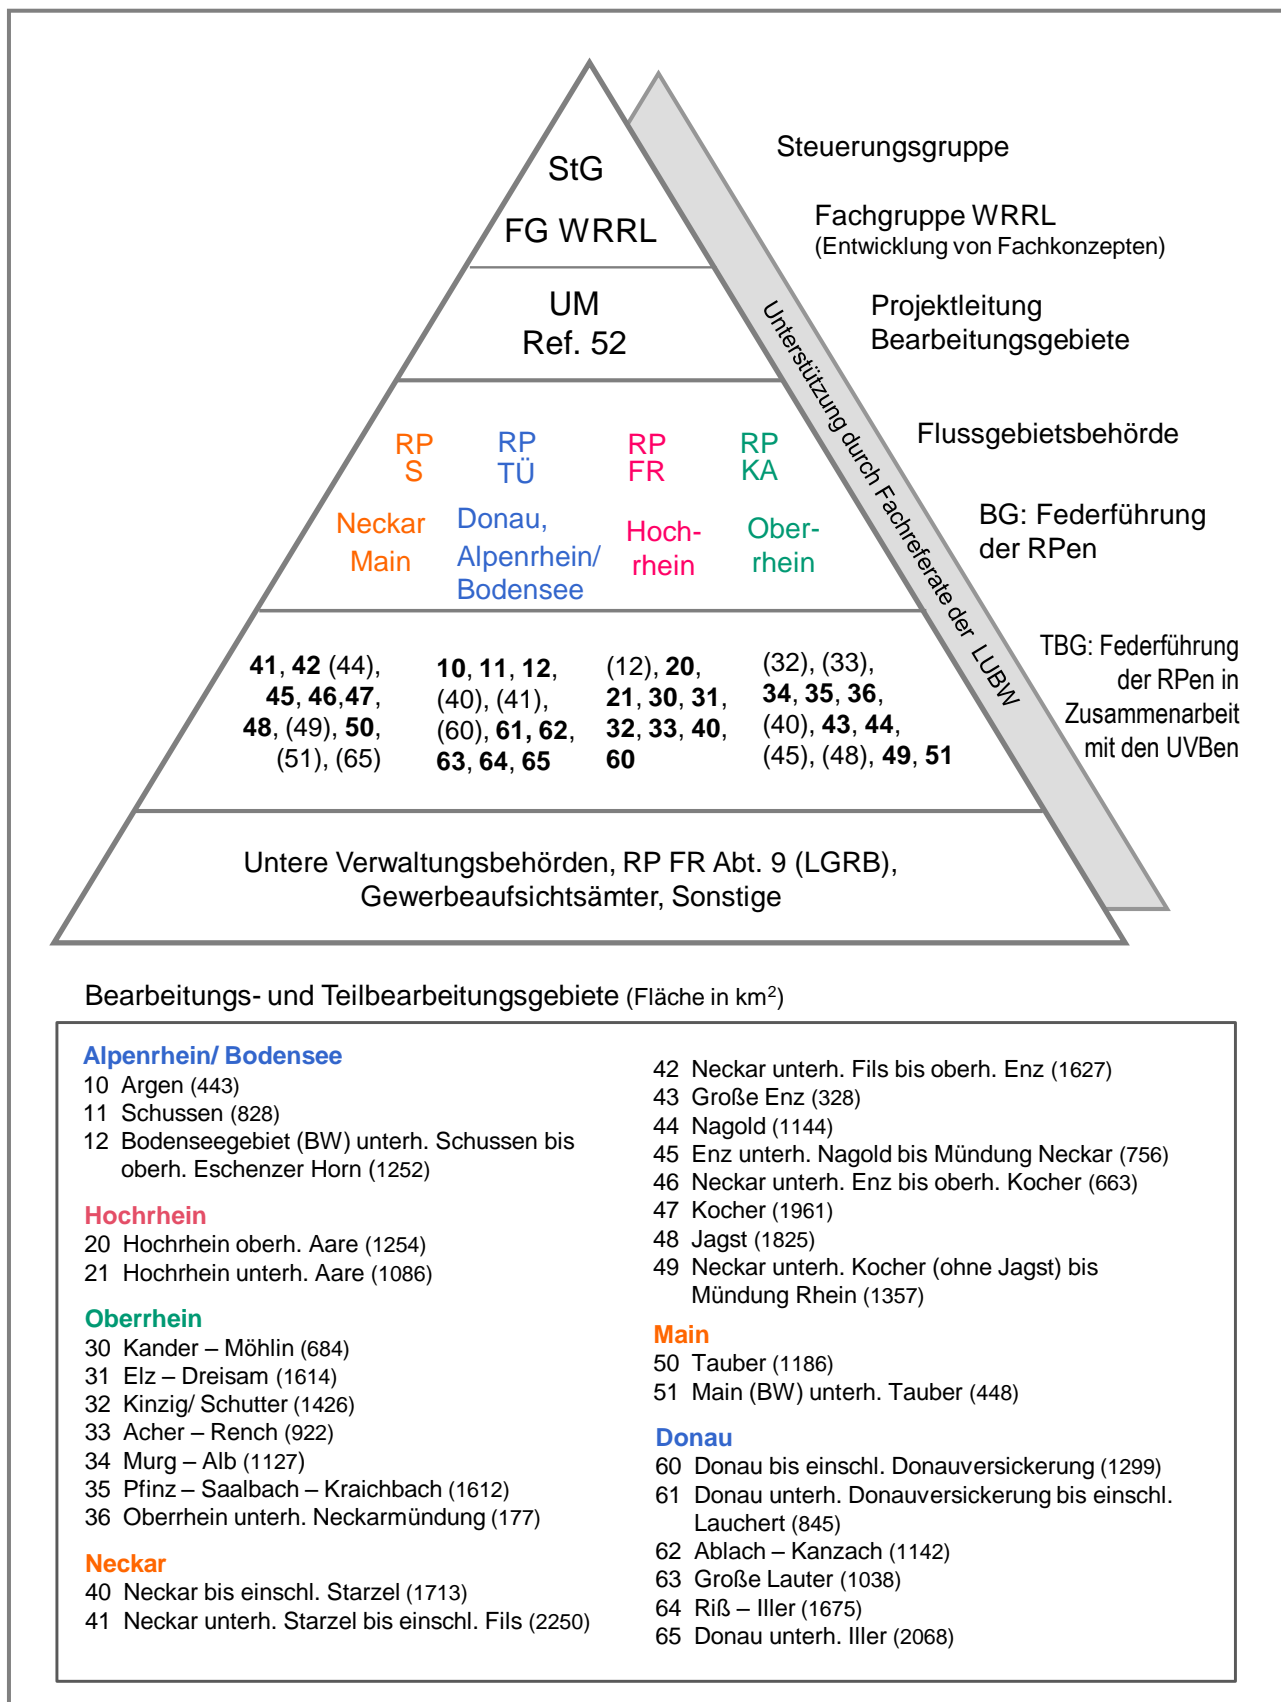 StG
FG WRRL
UM
Ref. 52
RP
S
Neckar
Main
RP
TÜ
Donau,
Alpenrhein/
Bodensee
RP
FR
Hoch-
rhein
RP
KA
Ober-
rhein
41, 42 (44),
45, 46,47,
48, (49), 50,
(51), (65)
10, 11, 12,
(40), (41),
(60), 61, 62,
63, 64, 65
(12), 20,
21, 30, 31,
32, 33, 40,
60
(32), (33),
34, 35, 36,
(40), 43, 44,
(45), (48), 49, 51
Untere Verwaltungsbehörden, RP FR Abt. 9 (LGRB),
Gewerbeaufsichtsämter, Sonstige
Unterstützung durch Fachreferate der LUBW
Steuerungsgruppe
Fachgruppe WRRL
(Entwicklung von Fachkonzepten)
Projektleitung
Bearbeitungsgebiete
Flussgebietsbehörde
BG: Federführung
der RPen
TBG: Federführung
der RPen in
Zusammenarbeit
mit den UVBen
Bearbeitungs- und Teilbearbeitungsgebiete (Fläche in km²)
Alpenrhein/ Bodensee
10 Argen (443)
11 Schussen (828)
12 Bodenseegebiet (BW) unterh. Schussen bis
oberh. Eschenzer Horn (1252)
Hochrhein
20 Hochrhein oberh. Aare (1254)
21 Hochrhein unterh. Aare (1086)
Oberrhein
30 Kander – Möhlin (684)
31 Elz – Dreisam (1614)
32 Kinzig/ Schutter (1426)
33 Acher – Rench (922)
34 Murg – Alb (1127)
35 Pfinz – Saalbach – Kraichbach (1612)
36 Oberrhein unterh. Neckarmündung (177)
Neckar
40 Neckar bis einschl. Starzel (1713)
41 Neckar unterh. Starzel bis einschl. Fils (2250)
42 Neckar unterh. Fils bis oberh. Enz (1627)
43 Große Enz (328)
44 Nagold (1144)
45 Enz unterh. Nagold bis Mündung Neckar (756)
46 Neckar unterh. Enz bis oberh. Kocher (663)
47 Kocher (1961)
48 Jagst (1825)
49 Neckar unterh. Kocher (ohne Jagst) bis
Mündung Rhein (1357)
Main
50 Tauber (1186)
51 Main (BW) unterh. Tauber (448)
Donau
60 Donau bis einschl. Donauversickerung (1299)
61 Donau unterh. Donauversickerung bis einschl.
Lauchert (845)
62 Ablach – Kanzach (1142)
63 Große Lauter (1038)
64 Riß – Iller (1675)
65 Donau unterh. Iller (2068)